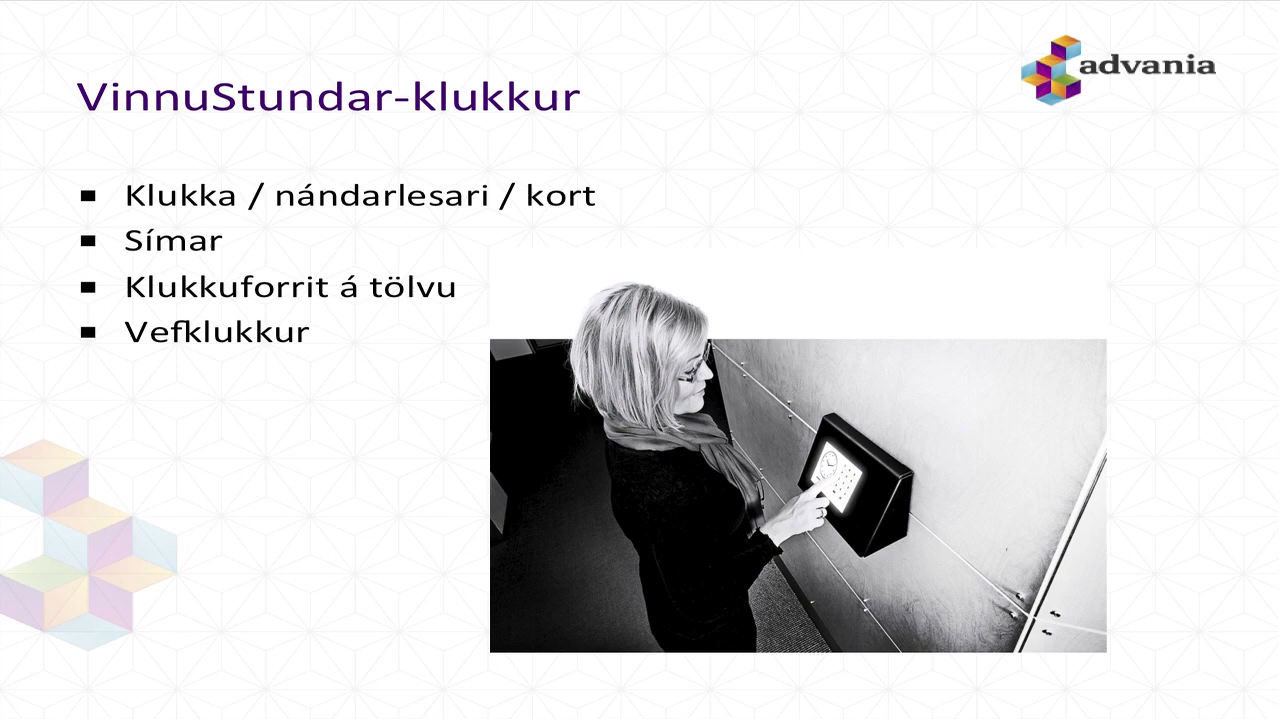 advania
VinnuStundar-klukkur
Klukka / nándarlesari / kort
Símar
Klukkuforrit á tölvu
Vefklukkur